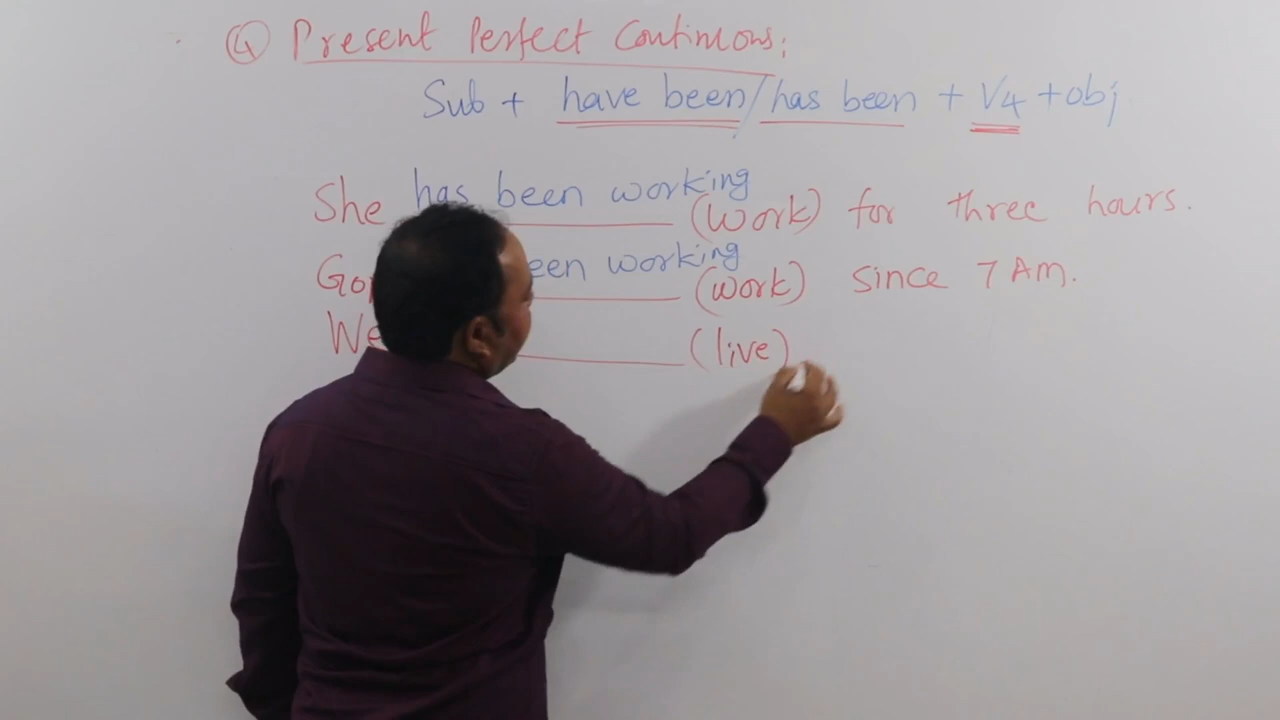 ④ Present Perfect Continuous:
Sub + have been/has been + V4 + obj
She has been working (work) for three hours.
working (work) since 7 Am.
We (live)